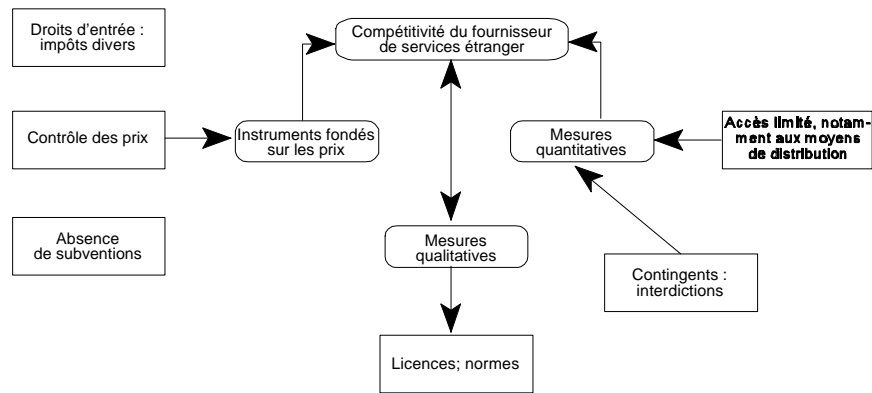 Droits d'entrée :
impôts divers
Compétitivité du fournisseur
de services étranger
Contrôle des prix
Instruments fondés
sur les prix
Mesures
quantitatives
Accès limité, notam-
ment aux moyens
de distribution
Absence
de subventions
Mesures
qualitatives
Contingents :
interdictions
Licences; normes